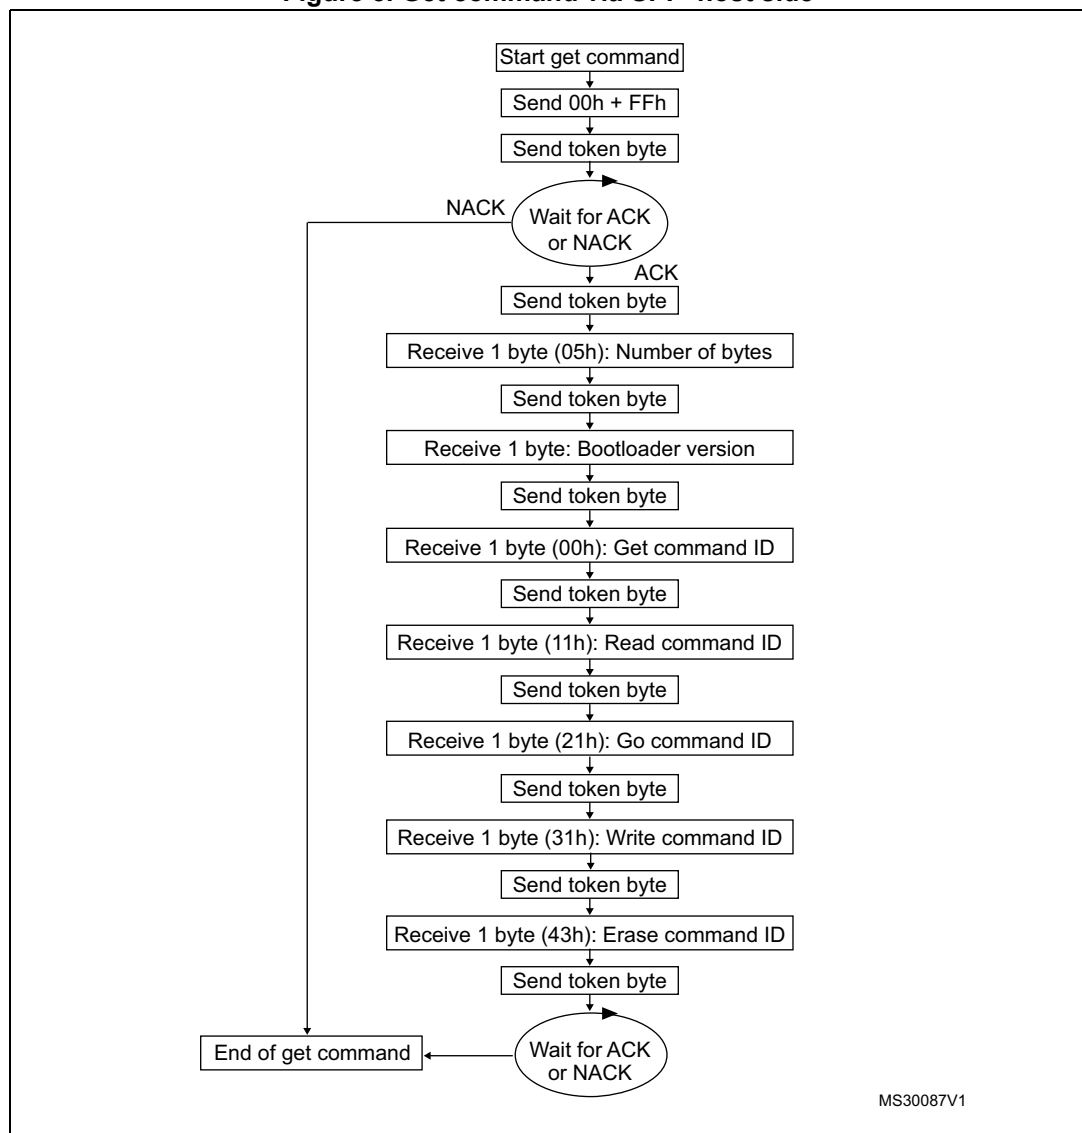 Start get command
Send 00h + FFh
Send token byte
NACK
Wait for ACK
or NACK
ACK
Send token byte
Receive 1 byte (05h): Number of bytes
Send token byte
Receive 1 byte: Bootloader version
Send token byte
Receive 1 byte (00h): Get command ID
Send token byte
Receive 1 byte (11h): Read command ID
Send token byte
Receive 1 byte (21h): Go command ID
Send token byte
Receive 1 byte (31h): Write command ID
Send token byte
Receive 1 byte (43h): Erase command ID
Send token byte
End of get command
Wait for ACK
or NACK
MS30087V1